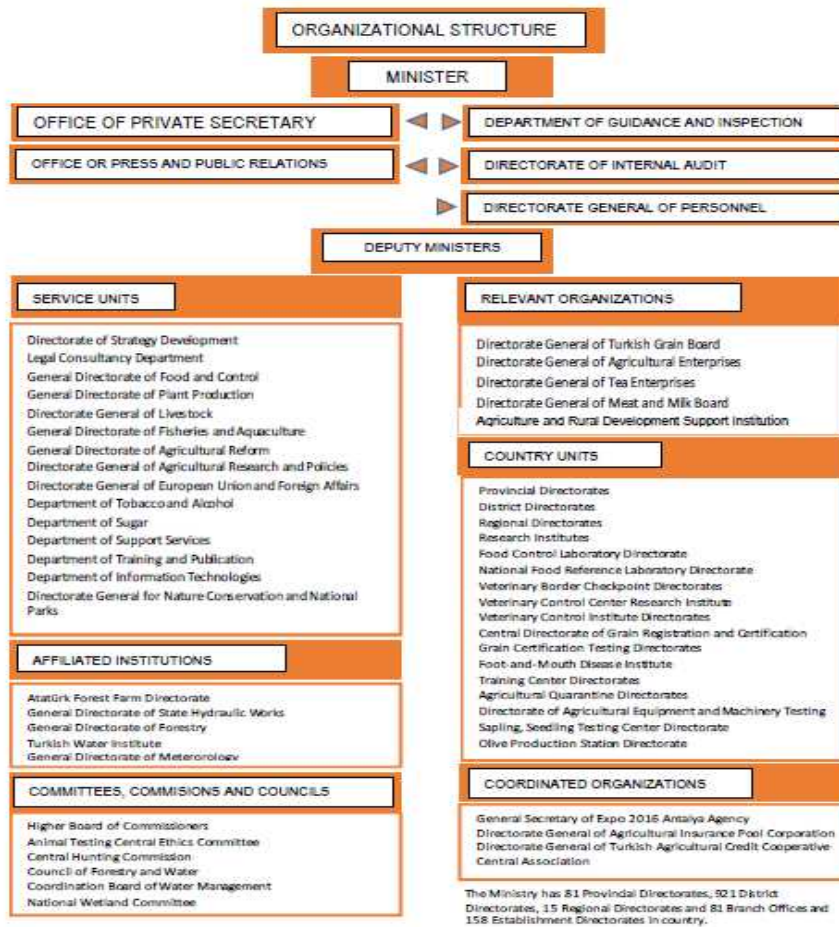 ORGANIZATIONAL STRUCTURE
MINISTER
OFFICE OF PRIVATE SECRETARY
DEPARTMENT OF GUIDANCE AND INSPECTION
OFFICE OR PRESS AND PUBLIC RELATIONS
DIRECTORATE OF INTERNAL AUDIT
DIRECTORATE GENERAL OF PERSONNEL
DEPUTY MINISTERS
SERVICE UNITS
Directorate of Strategy Development
Legal Consultancy Department
General Directorate of Food and Control
General Directorate of Plant Production
Directorate General of Livestock
General Directorate of Fisheries and Aquaculture
General Directorate of Agricultural Reform
Directorate General of Agricultural Research and Policies
Directorate General of European Union and Foreign Affairs
Department of Tobacco and Alcohol
Department of Sugar
Department of Support Services
Department of Training and Publication
Department of Information Technologies
Directorate General for Nature Conservation and National
Parks
AFFILIATED INSTITUTIONS
Atatürk Forest Farm Directorate
General Directorate of State Hydraulic Works
General Directorate of Forestry
Turkish Water Institute
General Directorate of Meterorology
COMMITTEES, COMMISIONS AND COUNCILS
Higher Board of Commissioners
Animal Testing Central Ethics Committee
Central Hunting Commission
Council of Forestry and Water
Coordination Board of Water Management
National Wetland Committee
RELEVANT ORGANIZATIONS
Directorate General of Turkish Grain Board
Directorate General of Agricultural Enterprises
Directorate General of Tea Enterprises
Directorate General of Meat and Milk Board
Agriculture and Rural Development Support Institution
COUNTRY UNITS
Provincial Directorates
District Directorates
Regional Directorates
Research Institutes
Food Control Laboratory Directorate
National Food Reference Laboratory Directorate
Veterinary Border Checkpoint Directorates
Veterinary Control Center Research Institute
Veterinary Control Institute Directorates
Central Directorate of Grain Registration and Certification
Grain Certification Testing Directorates
Foot-and-Mouth Disease Institute
Training Center Directorates
Agricultural Quarantine Directorates
Directorate of Agricultural Equipment and Machinery Testing
Sapling, Seedling Testing Center Directorate
Olive Production Station Directorate
COORDINATED ORGANIZATIONS
General Secretary of Expo 2016 Antalya Agency
Directorate General of Agricultural Insurance Pool Corporation
Directorate General of Turkish Agricultural Credit Cooperative
Central Association
The Ministry has 81 Provincial Directorates, 921 District
Directorates, 15 Regional Directorates and 81 Branch Offices and
158 Establishment Directorates in country.